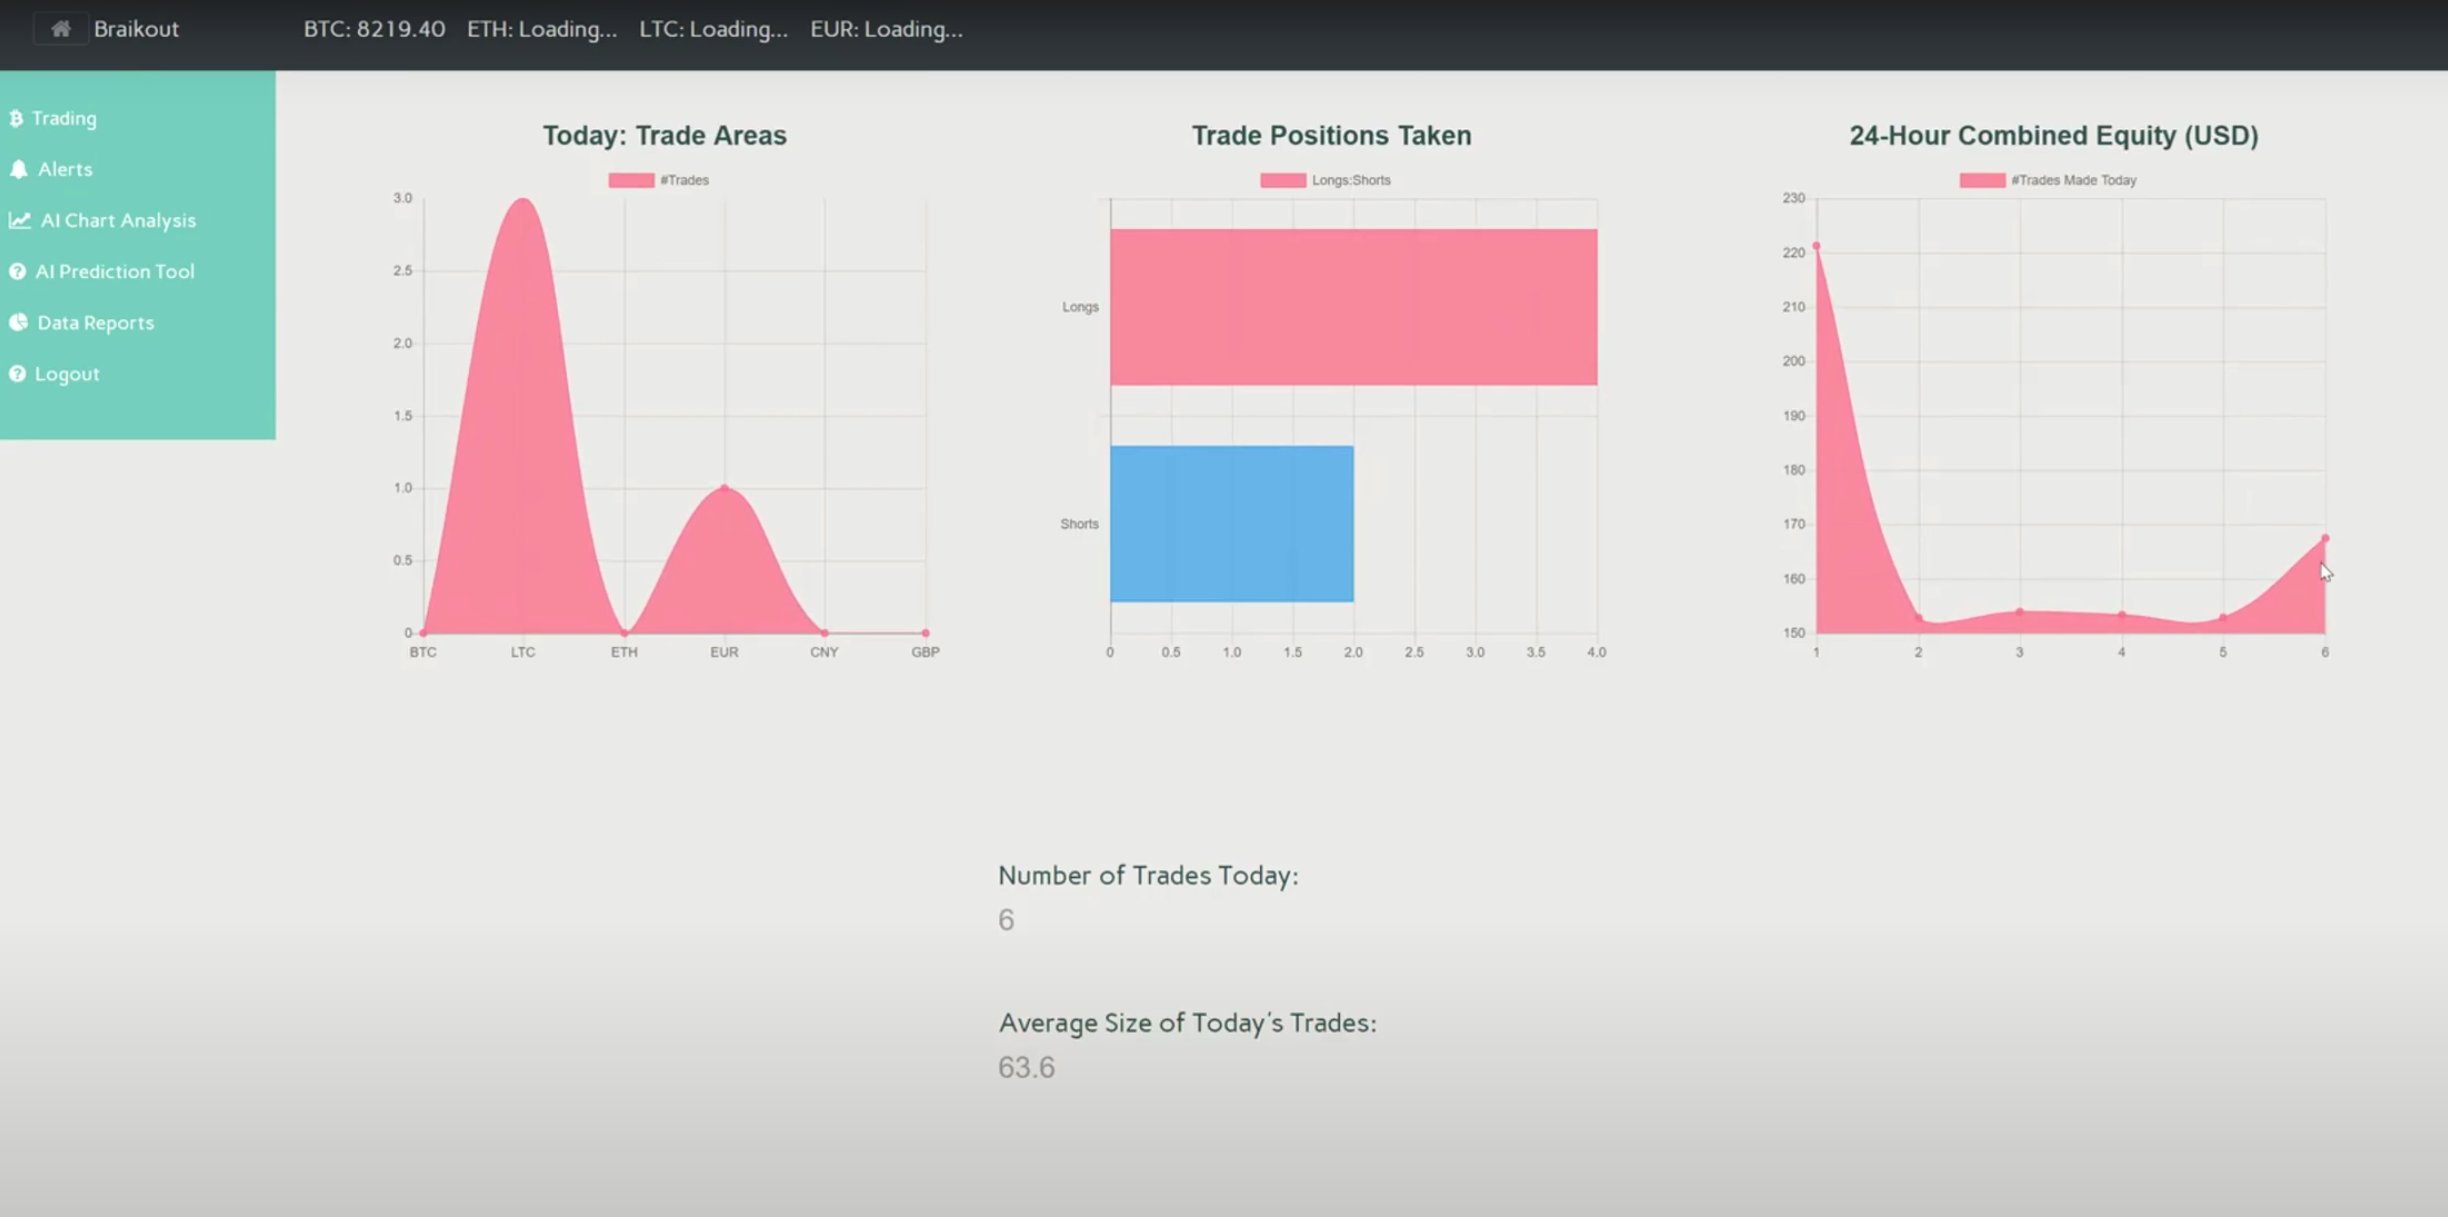 Braikout
BTC: 8219.40 ETH: Loading... LTC: Loading... EUR: Loading...
Trading
Alerts
AI Chart Analysis
AI Prediction Tool
Data Reports
Logout
Today: Trade Areas
#Trades
3.0
2.5
2.0
1.5
1.0
0.5
0
BTC LTC ETH EUR CNY GBP
Trade Positions Taken
Longs:Shorts
Longs
Shorts
0 0.5 1.0 1.5 2.0 2.5 3.0 3.5 4.0
24-Hour Combined Equity (USD)
#Trades Made Today
230
220
210
200
190
180
170
160
150
1 2 3 4 5 6
Number of Trades Today:
6
Average Size of Today's Trades:
63.6